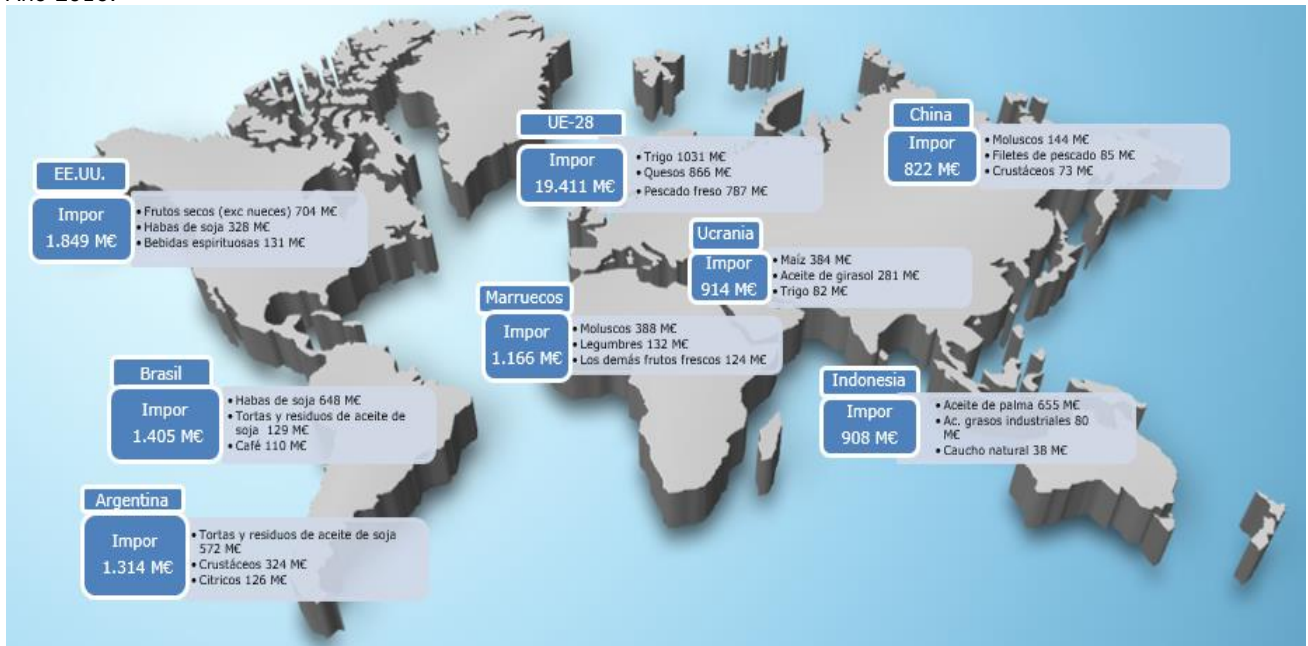 EE.UU.
Impor
1.849 M€
• Frutos secos (exc nueces) 704 M€
• Habas de soja 328 M€
• Bebidas espirituosas 131 M€
UE-28
Impor
19.411 M€
• Trigo 1031 M€
• Quesos 866 M€
• Pescado freso 787 M€
China
Impor
822 M€
• Moluscos 144 M€
• Filetes de pescado 85 M€
• Crustáceos 73 M€
Ucrania
Impor
914 M€
• Maíz 384 M€
• Aceite de girasol 281 M€
• Trigo 82 M€
Marruecos
Impor
1.166 M€
• Moluscos 388 M€
• Legumbres 132 M€
• Los demás frutos frescos 124 M€
Brasil
Impor
1.405 M€
• Habas de soja 648 M€
• Tortas y residuos de aceite de
soja 129 M€
• Café 110 M€
Indonesia
Impor
908 M€
• Aceite de palma 655 M€
• Ac. grasos industriales 80
M€
• Caucho natural 38 M€
Argentina
Impor
1.314 M€
• Tortas y residuos de aceite de soja
572 M€
• Crustáceos 324 M€
• Citricos 126 M€